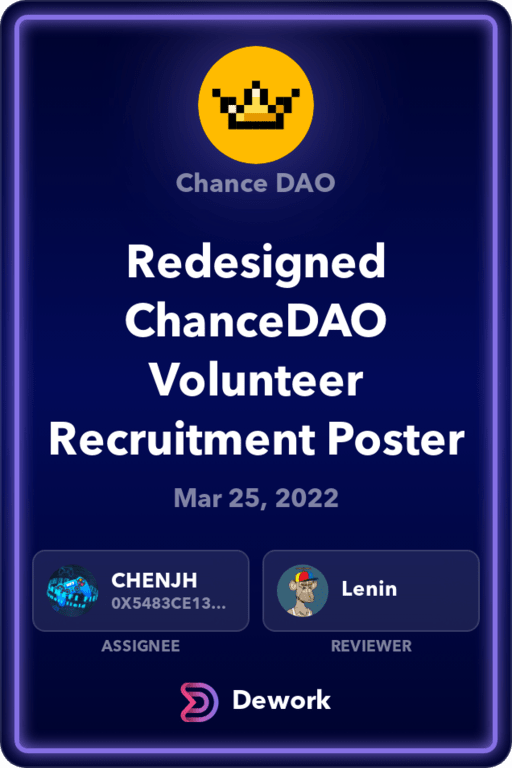 Chance DAO
Redesigned
ChanceDAO
Volunteer
Recruitment Poster
Mar 25, 2022
CHENJH
0X5483CE13...
Lenin
ASSIGNEE
REVIEWER
Dework